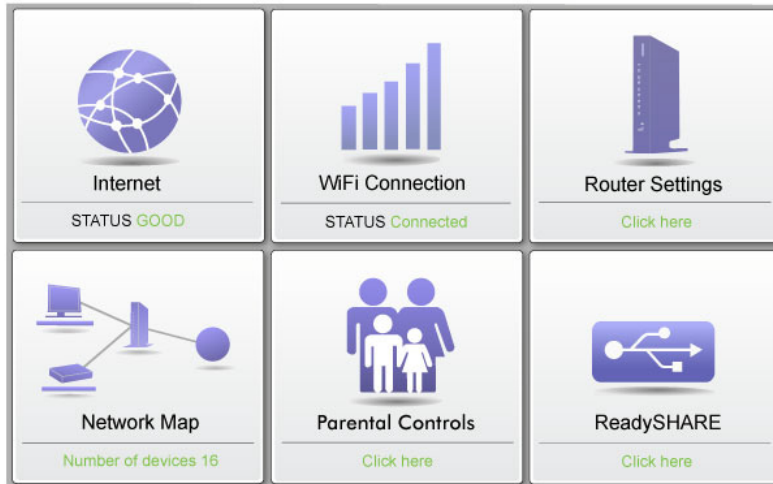 Internet
STATUS GOOD
WiFi Connection
STATUS Connected
Router Settings
Click here
Network Map
Number of devices 16
Parental Controls
Click here
ReadySHARE
Click here